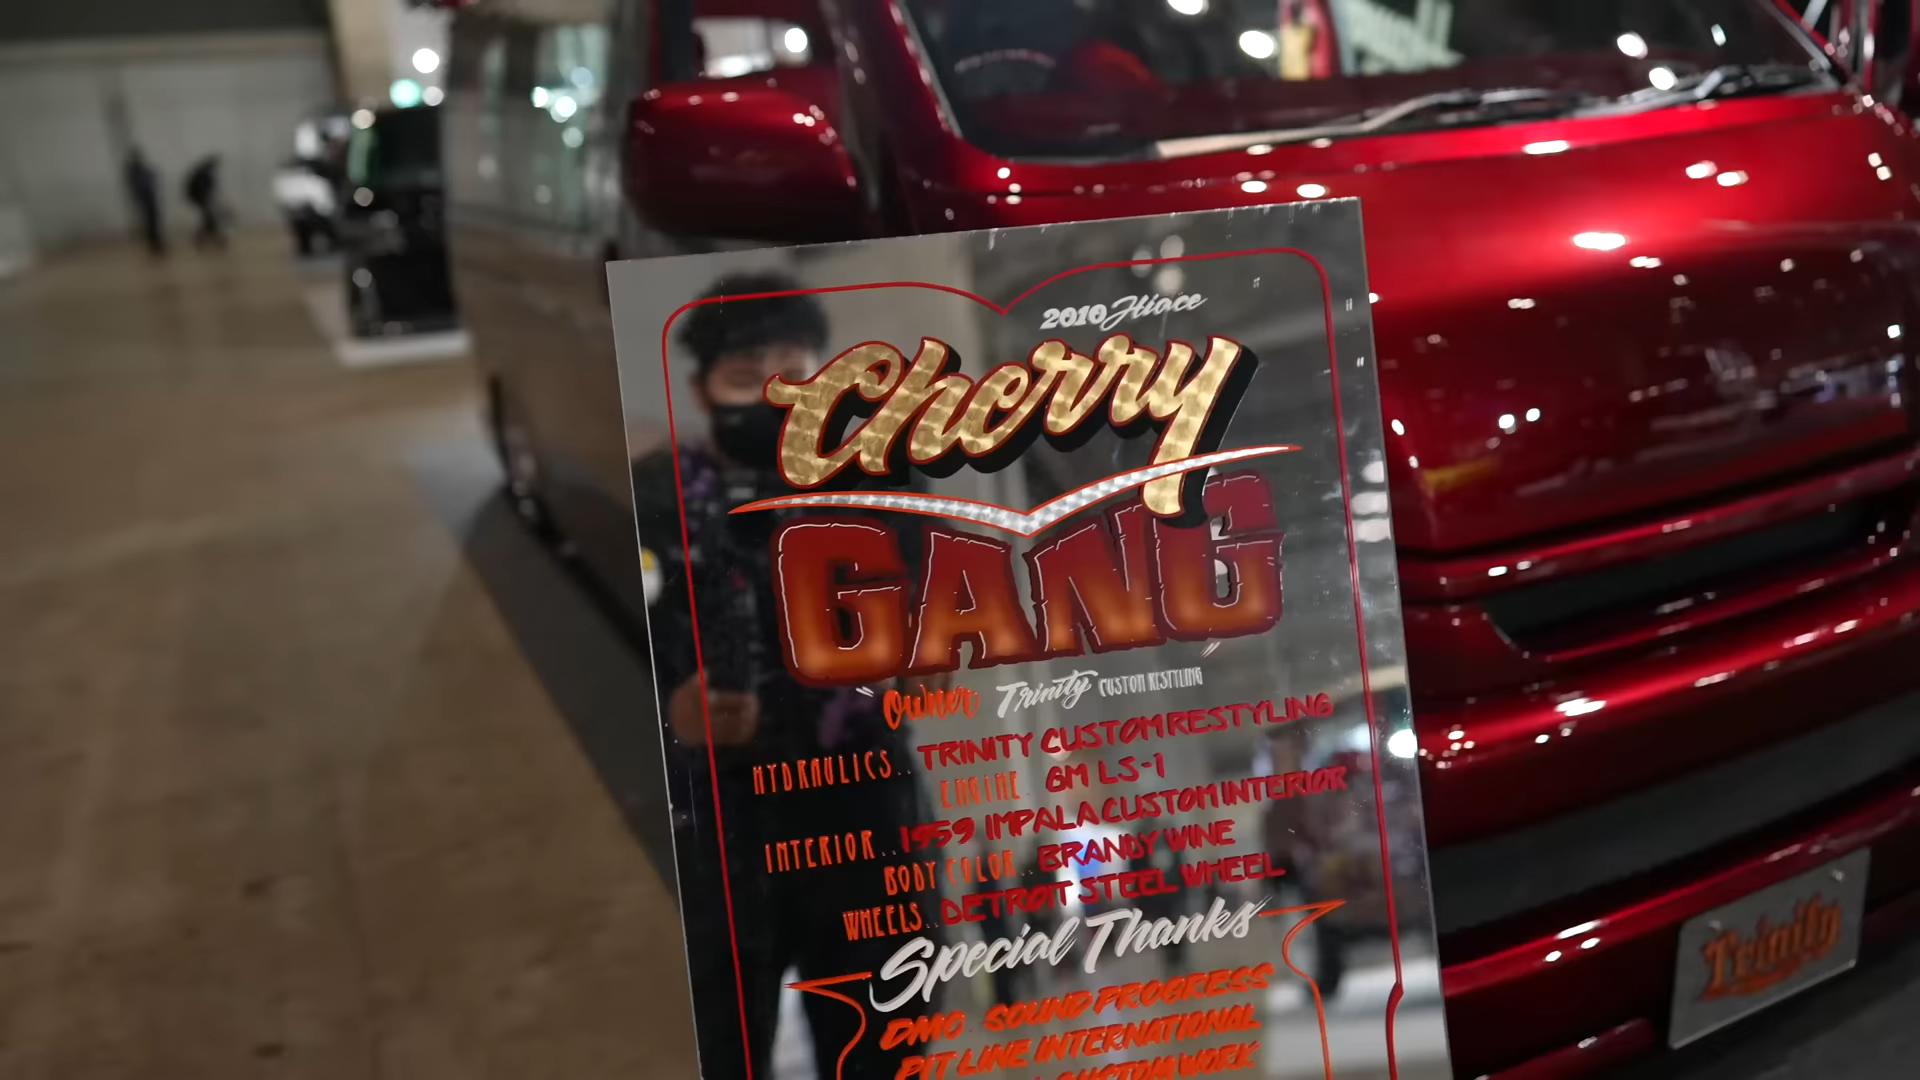 2010 Hiace
Cherry
GANG
Owner Trinity CUSTOM RESTYLING
HYDRAULICS.. TRINITY CUSTOM RESTYLING
ENGINE GM LS-1
INTERIOR.. 1959 IMPALA CUSTOM INTERIOR
BODY COLOR.. BRANDY WINE
WHEELS.. DETROIT STEEL WHEEL
Special Thanks
DMC SOUND PROGRESS
PIT LINE INTERNATIONAL
CUSTOM WORK
Trinity